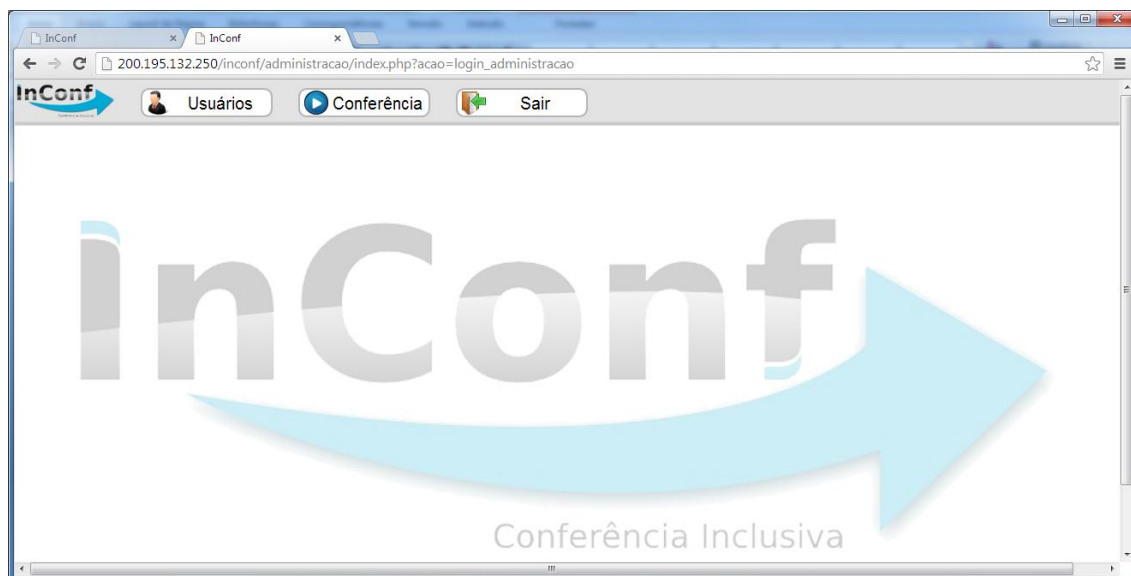 InConf
InConf
200.195.132.250/inconf/administracao/index.php?acao=login_administracao
InConf
Usuários
Conferência
Sair
InConf
Conferência Inclusiva